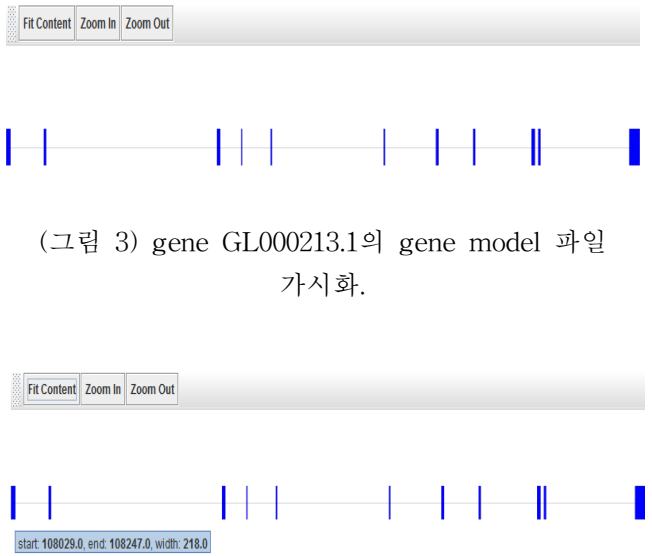 Fit Content Zoom In Zoom Out
(그림 3) gene GL000213.1의 gene model 파일
가시화.
Fit Content Zoom In Zoom Out
start: 108029.0, end: 108247.0, width: 218.0